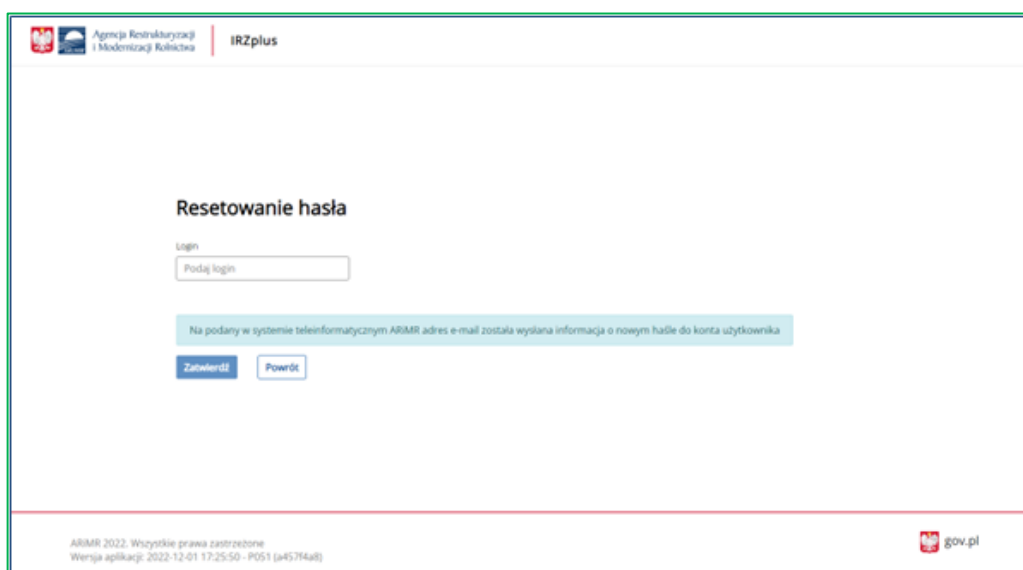 Agencja Restrukturyzacji
i Modernizacji Rolnictwa
IRZplus
Resetowanie hasła
Login
Podaj login
Na podany w systemie teleinformatycznym ARiMR adres e-mail została wysłana informacja o nowym haśle do konta użytkownika
Zatwierdź
Powrót
ARiMR 2022. Wszystkie prawa zastrzeżone
Wersja aplikacji: 2022-12-01 17:25:50 - P051 (a457f4a8)
gov.pl